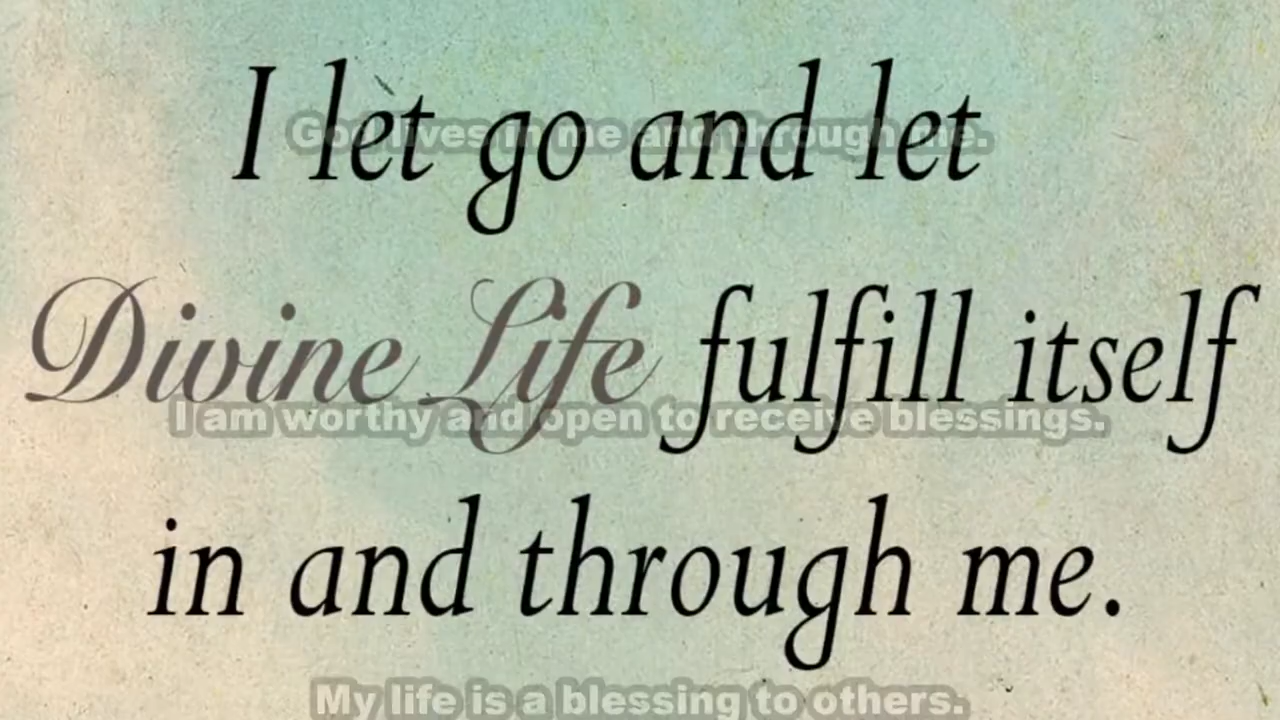 I let go and let
God lives in me and through me.
Divine Life fulfill itself
I am worthy and open to receive blessings.
in and through me.
My life is a blessing to others.